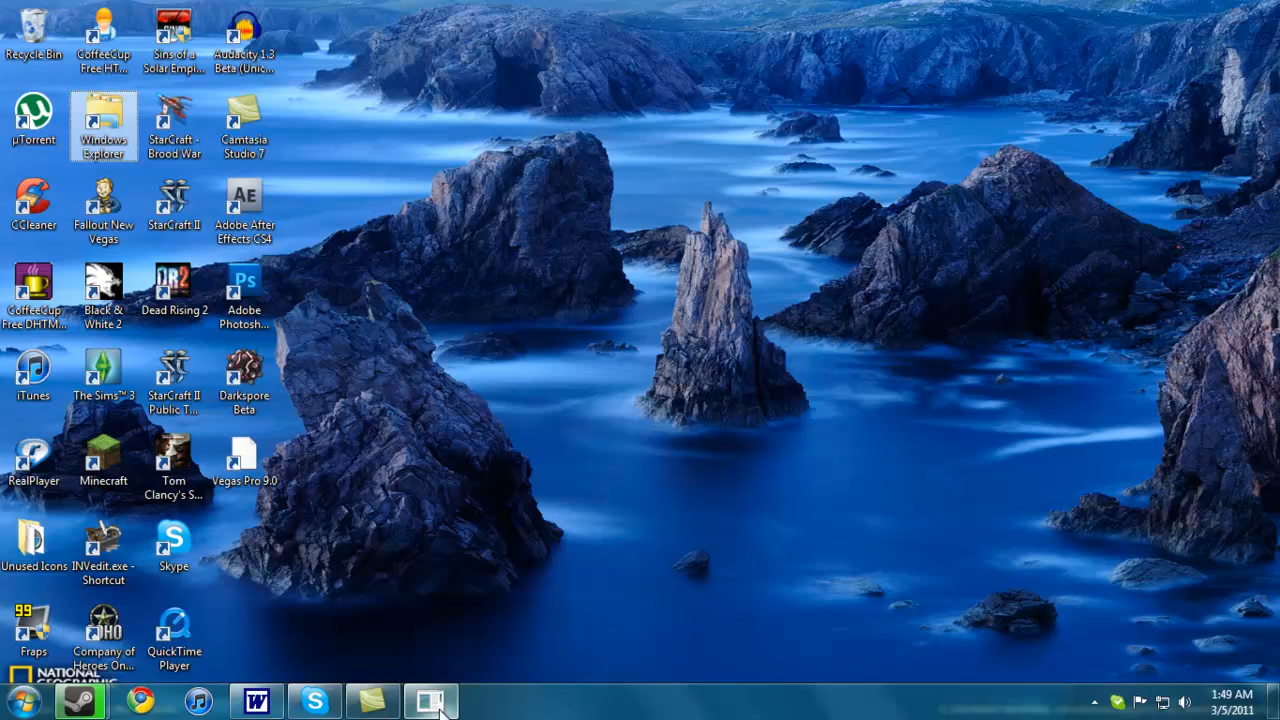 Recycle Bin
CoffeeCup
Free HT...
Sins of a
Solar Empi...
Audacity 1.3
Beta (Unic...
µTorrent
Windows
Explorer
StarCraft -
Brood War
Camtasia
Studio 7
CCleaner
Fallout New
Vegas
StarCraft II
AE
Adobe After
Effects CS4
CoffeeCup
Free DHTM...
Black &
White 2
DR2
Dead Rising 2
Ps
Adobe
Photosh...
iTunes
The Sims™ 3
StarCraft II
Public T...
Darkspore
Beta
RealPlayer
Minecraft
Tom
Clancy's S...
Vegas Pro 9.0
Unused Icons
INVedit.exe -
Shortcut
Skype
99
Fraps
Company of
Heroes On...
QuickTime
Player
NATIONAL
GEOGRAPHIC
W
1:49 AM
3/5/2011